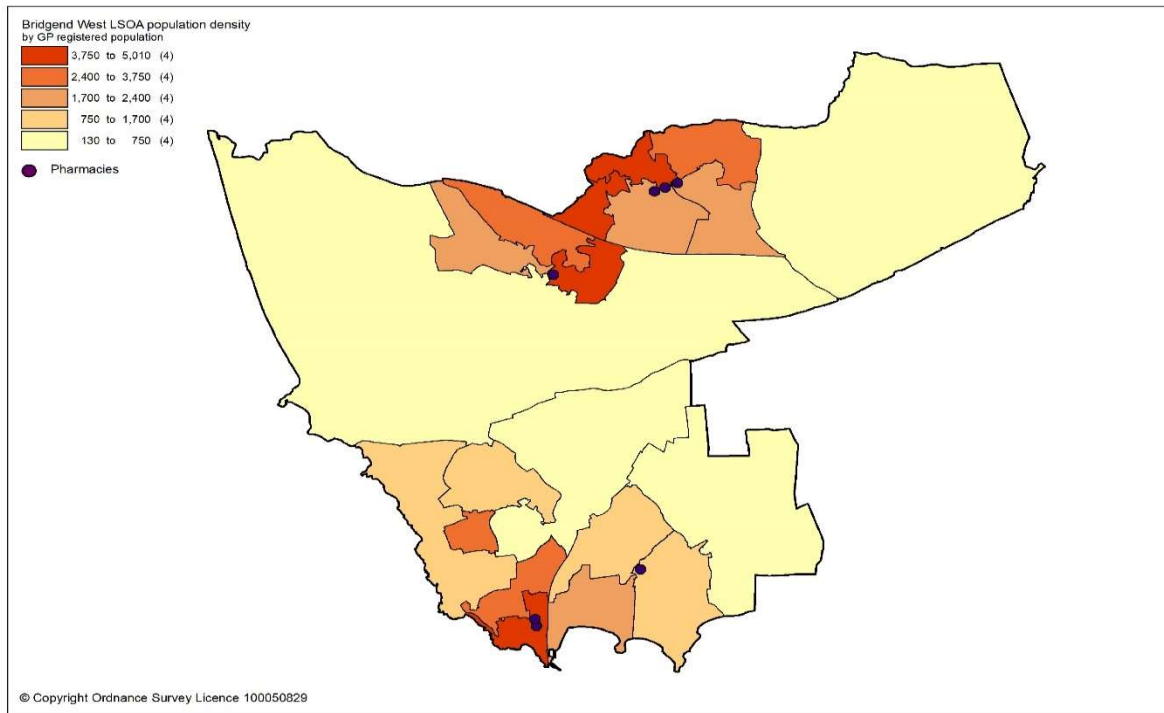 Bridgend West LSOA population density
by GP registered population
3,750 to 5,010 (4)
2,400 to 3,750 (4)
1,700 to 2,400 (4)
750 to 1,700 (4)
130 to 750 (4)
Pharmacies
© Copyright Ordnance Survey Licence 100050829